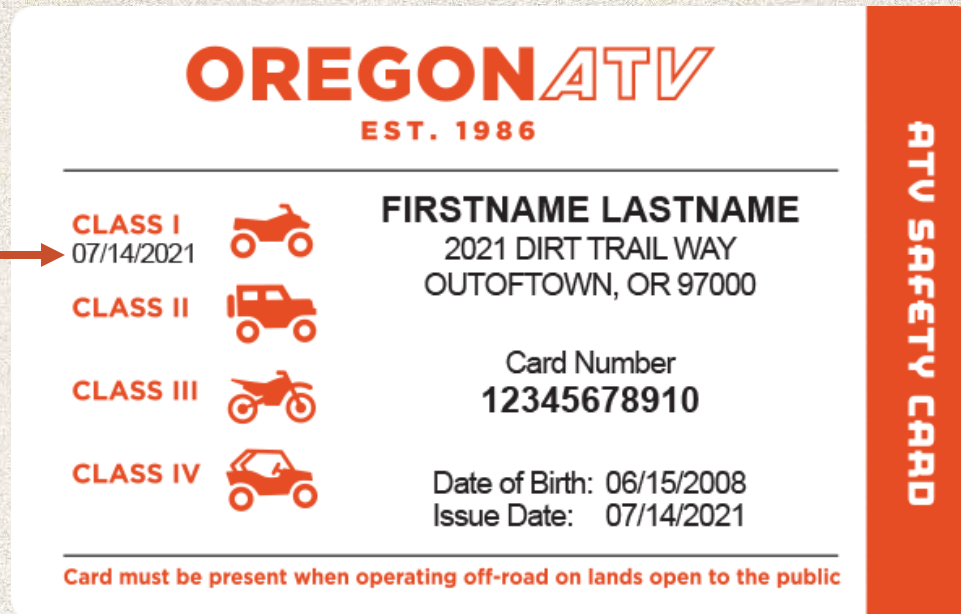 OREGONATV
EST. 1986
CLASS I
07/14/2021
CLASS II
CLASS III
CLASS IV
FIRSTNAME LASTNAME
2021 DIRT TRAIL WAY
OUTOFTOWN, OR 97000
Card Number
12345678910
Date of Birth: 06/15/2008
Issue Date: 07/14/2021
Card must be present when operating off-road on lands open to the public
ATV SAFETY CARD